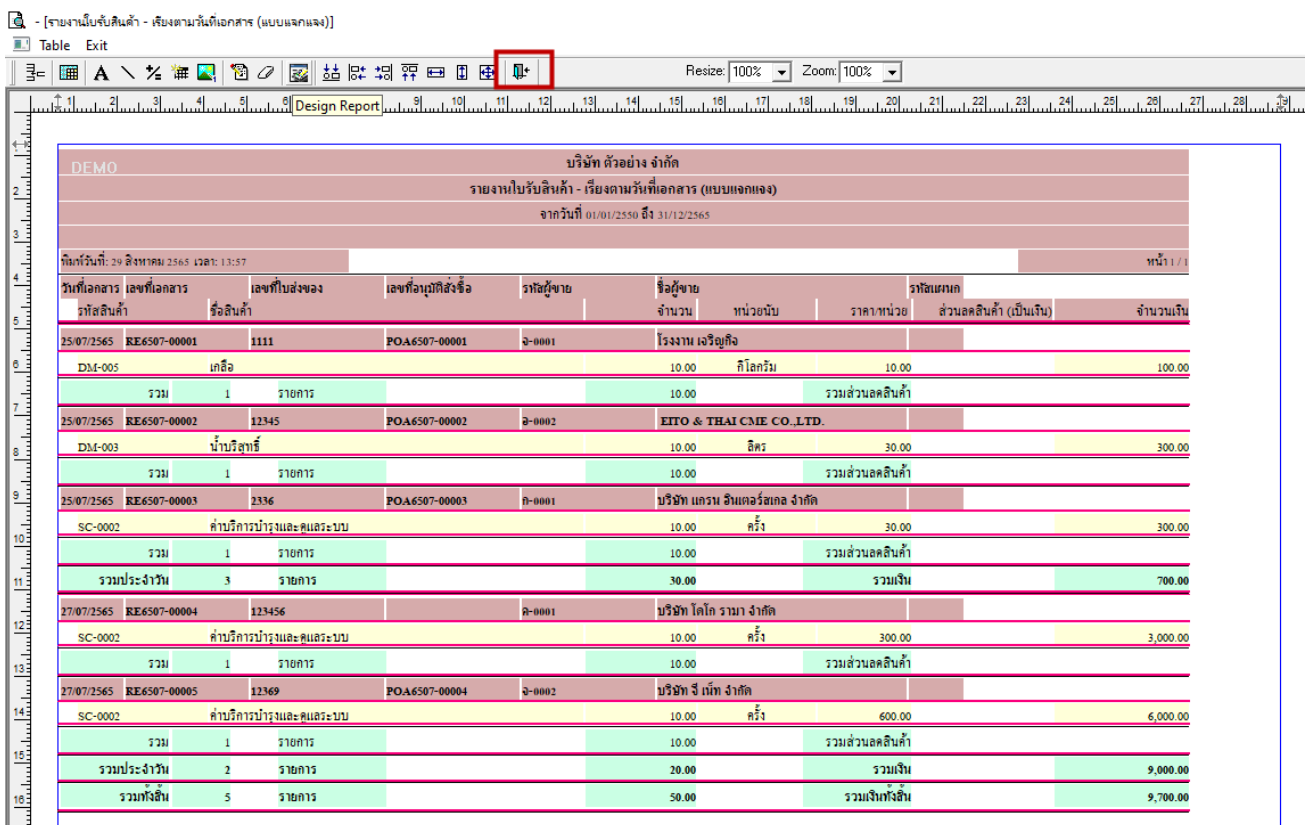 - [รายงานใบรับสินค้า - เรียงตามวันที่เอกสาร (แบบแจกแจง)]
Table Exit
Resize: 100% Zoom: 100%
1 2 3 4 5 6 9 10 11 12 13 14 15 16 17 18 19 20 21 22 23 24 25 26 27 28
Design Report
DEMO บริษัท ตัวอย่าง จำกัด
รายงานใบรับสินค้า - เรียงตามวันที่เอกสาร (แบบแจกแจง)
จากวันที่ 01/01/2550 ถึง 31/12/2565
พิมพ์วันที่: 29 สิงหาคม 2565 เวลา: 13:57 หน้า 1 / 1
วันที่เอกสาร เลขที่เอกสาร เลขที่ใบส่งของ เลขที่อนุมัติสั่งซื้อ รหัสผู้ขาย ชื่อผู้ขาย รหัสแผนก
รหัสสินค้า ชื่อสินค้า จำนวน หน่วยนับ ราคา/หน่วย ส่วนลดสินค้า (เป็นเงิน) จำนวนเงิน
25/07/2565 RE6507-00001 1111 POA6507-00001 จ-0001 โรงงาน เจริญกิจ
DM-005 เกลือ 10.00 กิโลกรัม 10.00 100.00
รวม 1 รายการ 10.00 รวมส่วนลดสินค้า
25/07/2565 RE6507-00002 12345 POA6507-00002 อ-0002 EITO & THAI CME CO.,LTD.
DM-003 น้ำบริสุทธิ์ 10.00 ลิตร 30.00 300.00
รวม 1 รายการ 10.00 รวมส่วนลดสินค้า
25/07/2565 RE6507-00003 2336 POA6507-00003 ก-0001 บริษัท แกรน อินเตอร์สเกล จำกัด
SC-0002 ค่าบริการบำรุงและดูแลระบบ 10.00 ครั้ง 30.00 300.00
รวม 1 รายการ 10.00 รวมส่วนลดสินค้า
รวมประจำวัน 3 รายการ 30.00 รวมเงิน 700.00
27/07/2565 RE6507-00004 123456 ค-0001 บริษัท โคโก รามา จำกัด
SC-0002 ค่าบริการบำรุงและดูแลระบบ 10.00 ครั้ง 300.00 3,000.00
รวม 1 รายการ 10.00 รวมส่วนลดสินค้า
27/07/2565 RE6507-00005 12369 POA6507-00004 จ-0002 บริษัท จี เน็ท จำกัด
SC-0002 ค่าบริการบำรุงและดูแลระบบ 10.00 ครั้ง 600.00 6,000.00
รวม 1 รายการ 10.00 รวมส่วนลดสินค้า
รวมประจำวัน 2 รายการ 20.00 รวมเงิน 9,000.00
รวมทั้งสิ้น 5 รายการ 50.00 รวมเงินทั้งสิ้น 9,700.00